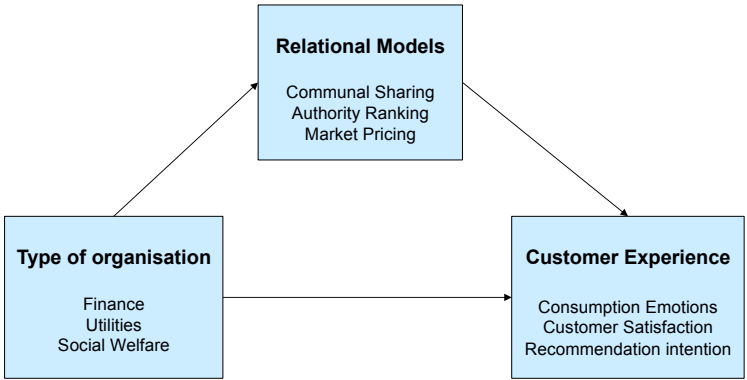 Relational Models
Communal Sharing
Authority Ranking
Market Pricing
Type of organisation
Finance
Utilities
Social Welfare
Customer Experience
Consumption Emotions
Customer Satisfaction
Recommendation intention